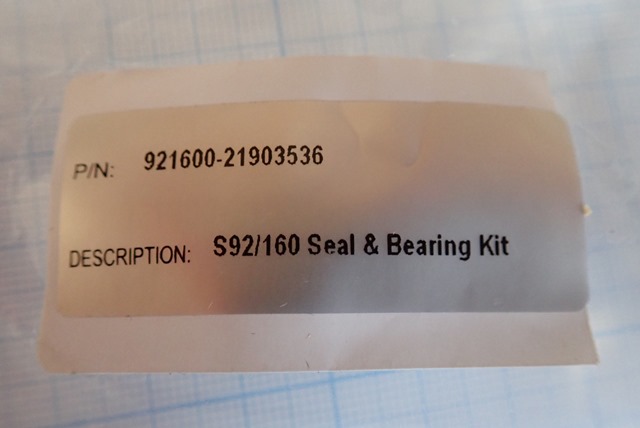 P/N: 921600-21903536
DESCRIPTION: S92/160 Seal & Bearing Kit